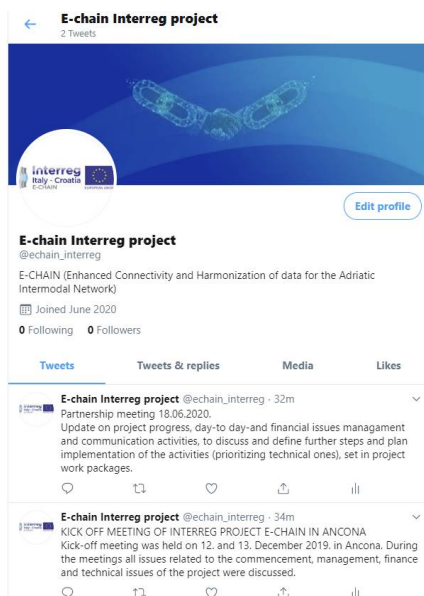 E-chain Interreg project
2 Tweets
Interreg
Italy - Croatia
E-CHAIN
EUROPEAN UNION
Edit profile
E-chain Interreg project
@echain_interreg
E-CHAIN (Enhanced Connectivity and Harmonization of data for the Adriatic
Intermodal Network)
Joined June 2020
0 Following 0 Followers
Tweets Tweets & replies Media Likes
E-chain Interreg project @echain_interreg · 32m
Partnership meeting 18.06.2020.
Update on project progress, day-to day-and financial issues managament
and communication activities, to discuss and define further steps and plan
implementation of the activities (prioritizing technical ones), set in project
work packages.
E-chain Interreg project @echain_interreg · 34m
KICK OFF MEETING OF INTERREG PROJECT E-CHAIN IN ANCONA
Kick-off meeting was held on 12. and 13. December 2019. in Ancona. During
the meetings all issues related to the commencement, management, finance
and technical issues of the project were discussed.